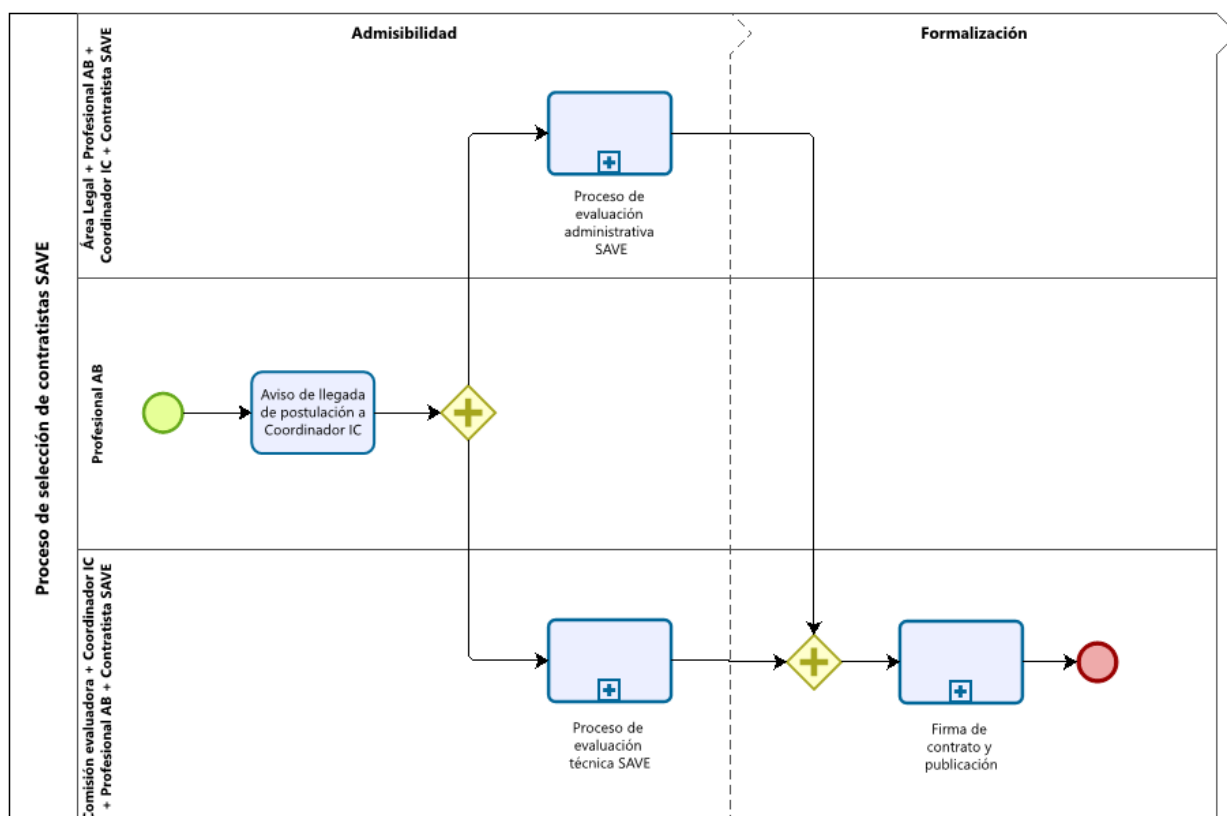 Proceso de selección de contratistas SAVE
Admisibilidad
Formalización
Área Legal + Profesional AB +
Coordinador IC + Contratista SAVE
Proceso de
evaluación
administrativa
SAVE
Profesional AB
Aviso de llegada
de postulación a
Coordinador IC
Comisión evaluadora + Coordinador IC
+ Profesional AB + Contratista SAVE
Proceso de
evaluación
técnica SAVE
Firma de
contrato y
publicación